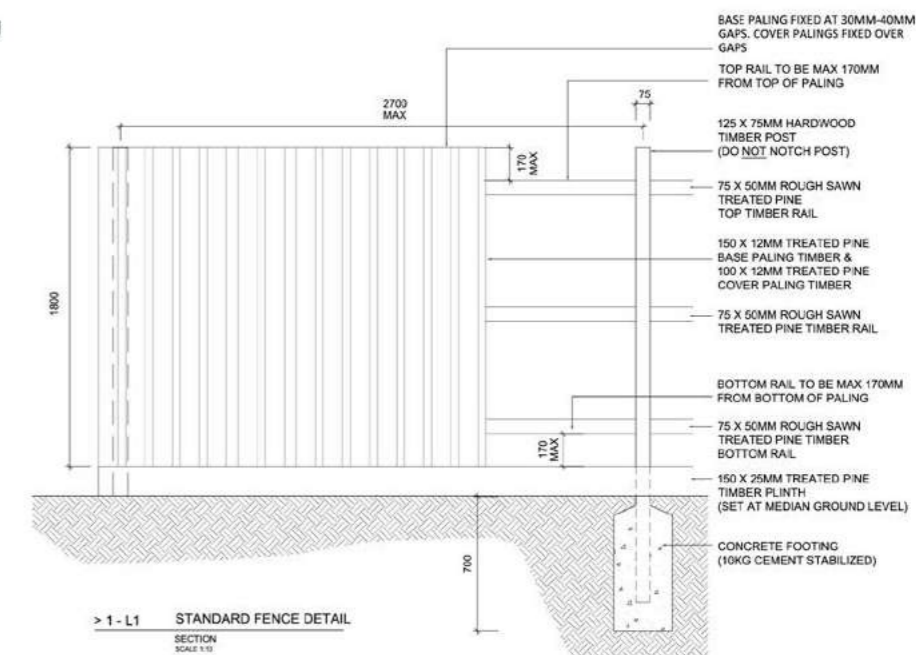 BASE PALING FIXED AT 30MM-40MM
GAPS. COVER PALINGS FIXED OVER
GAPS
TOP RAIL TO BE MAX 170MM
FROM TOP OF PALING
75
2700
MAX
125 X 75MM HARDWOOD
TIMBER POST
(DO NOT NOTCH POST)
170
MAX
75 X 50MM ROUGH SAWN
TREATED PINE
TOP TIMBER RAIL
150 X 12MM TREATED PINE
BASE PALING TIMBER &
100 X 12MM TREATED PINE
COVER PALING TIMBER
1800
75 X 50MM ROUGH SAWN
TREATED PINE TIMBER RAIL
BOTTOM RAIL TO BE MAX 170MM
FROM BOTTOM OF PALING
170
MAX
75 X 50MM ROUGH SAWN
TREATED PINE TIMBER
BOTTOM RAIL
150 X 25MM TREATED PINE
TIMBER PLINTH
(SET AT MEDIAN GROUND LEVEL)
700
CONCRETE FOOTING
(10KG CEMENT STABILIZED)
> 1 - L1 STANDARD FENCE DETAIL
SECTION
SCALE 1:10